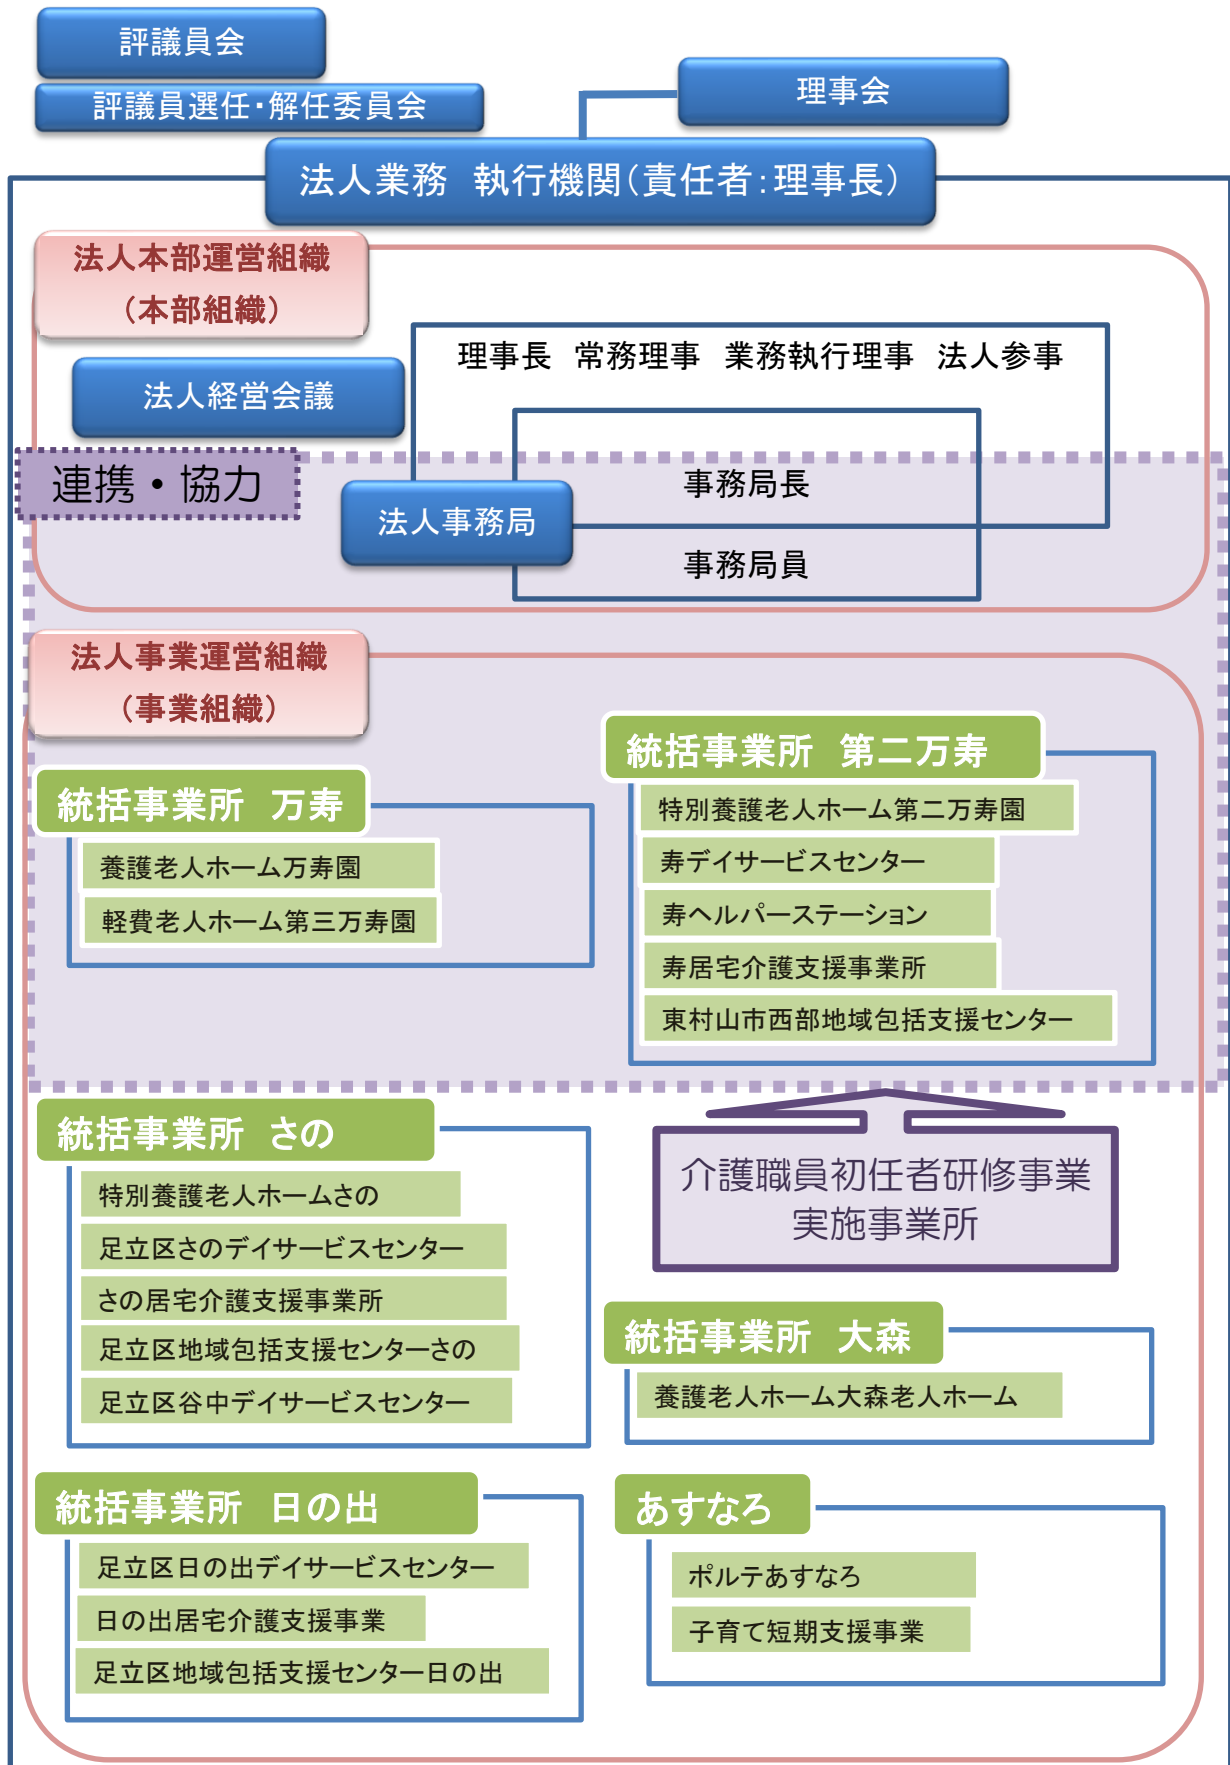 評議員会
評議員選任・解任委員会
理事会
法人業務　執行機関（責任者：理事長）
法人本部運営組織
（本部組織）
理事長　常務理事　業務執行理事　法人参事
法人経営会議
連携・協力
事務局長
法人事務局
事務局員
法人事業運営組織
（事業組織）
統括事業所　万寿
養護老人ホーム万寿園
軽費老人ホーム第三万寿園
統括事業所　第二万寿
特別養護老人ホーム第二万寿園
寿デイサービスセンター
寿ヘルパーステーション
寿居宅介護支援事業所
東村山市西部地域包括支援センター
統括事業所　さの
特別養護老人ホームさの
足立区さのデイサービスセンター
さの居宅介護支援事業所
足立区地域包括支援センターさの
足立区谷中デイサービスセンター
介護職員初任者研修事業
実施事業所
統括事業所　大森
養護老人ホーム大森老人ホーム
統括事業所　日の出
足立区日の出デイサービスセンター
日の出居宅介護支援事業
足立区地域包括支援センター日の出
あすなろ
ポルテあすなろ
子育て短期支援事業